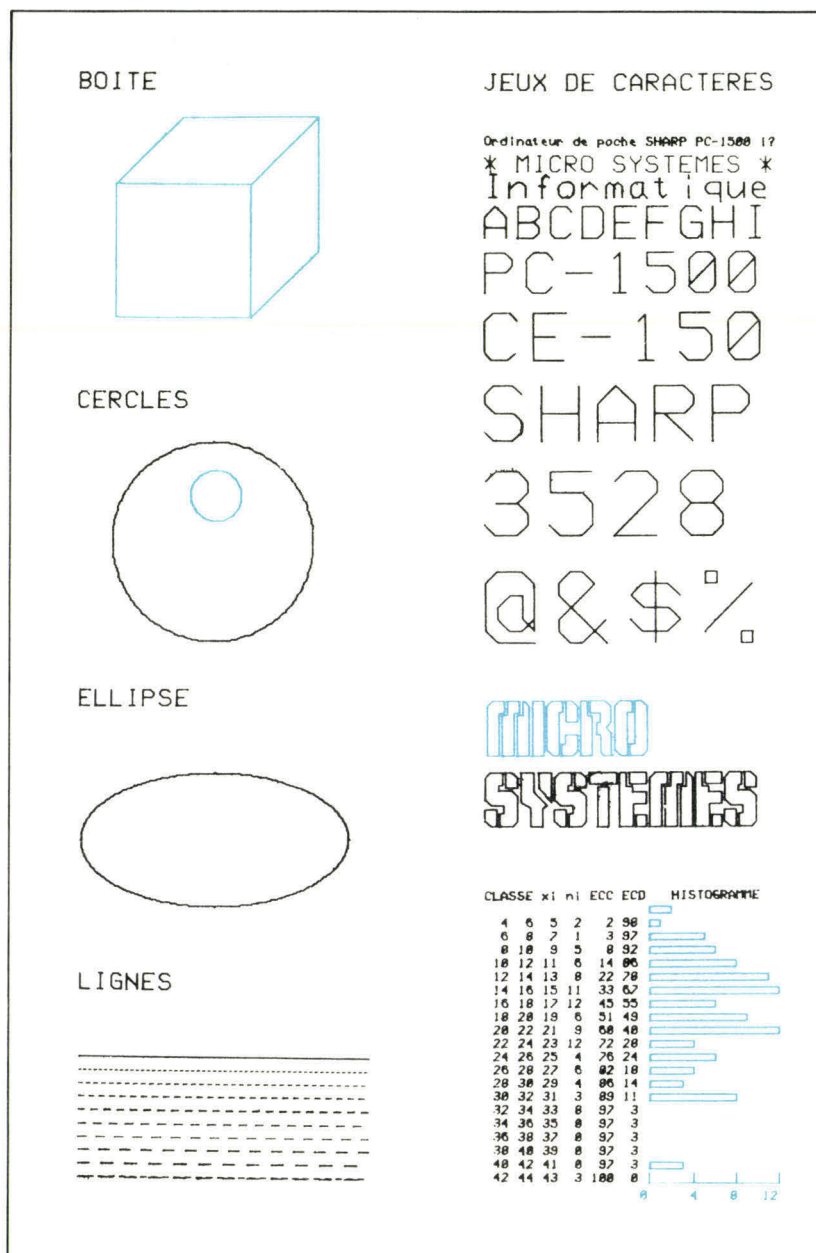 BOITE
CERCLES
ELLIPSE
LIGNES
JEUX DE CARACTERES
Ordinateur de poche SHARP PC-1500 !?
* MICRO SYSTEMES *
Informatique
ABCDEFGHI
PC-1500
CE-150
SHARP
3528
@&$%
MICRO
SYSTEMES
CLASSE xi ni ECC ECD HISTOGRAMME
4 6 5 2 2 98
6 8 7 1 3 97
8 10 9 5 8 92
10 12 11 6 14 86
12 14 13 8 22 78
14 16 15 11 33 67
16 18 17 12 45 55
18 20 19 6 51 49
20 22 21 9 60 40
22 24 23 12 72 28
24 26 25 4 76 24
26 28 27 6 82 18
28 30 29 4 86 14
30 32 31 3 89 11
32 34 33 8 97 3
34 36 35 0 97 3
36 38 37 0 97 3
38 40 39 0 97 3
40 42 41 0 97 3
42 44 43 3 100 0
0 4 8 12